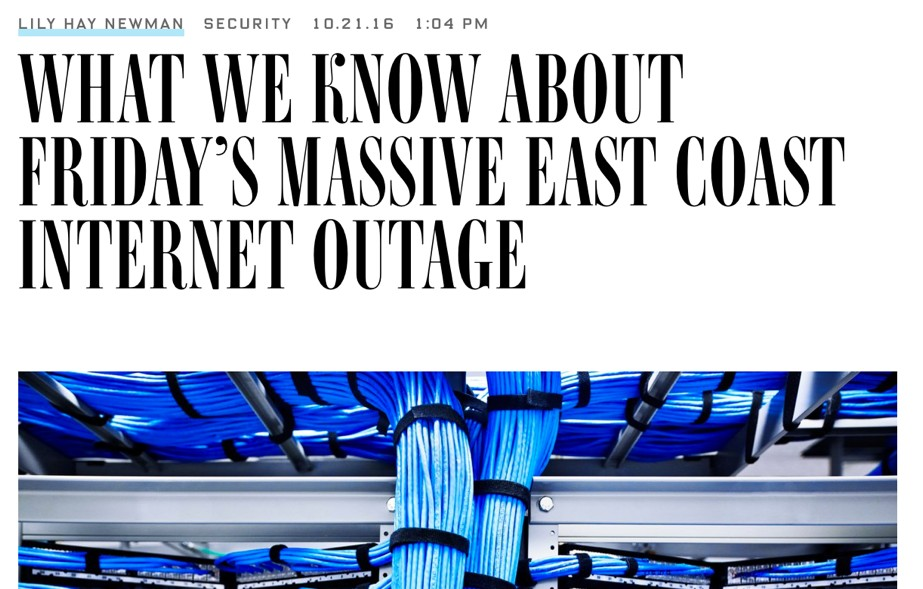 LILY HAY NEWMAN SECURITY 10.21.16 1:04 PM
WHAT WE KNOW ABOUT
FRIDAY’S MASSIVE EAST COAST
INTERNET OUTAGE